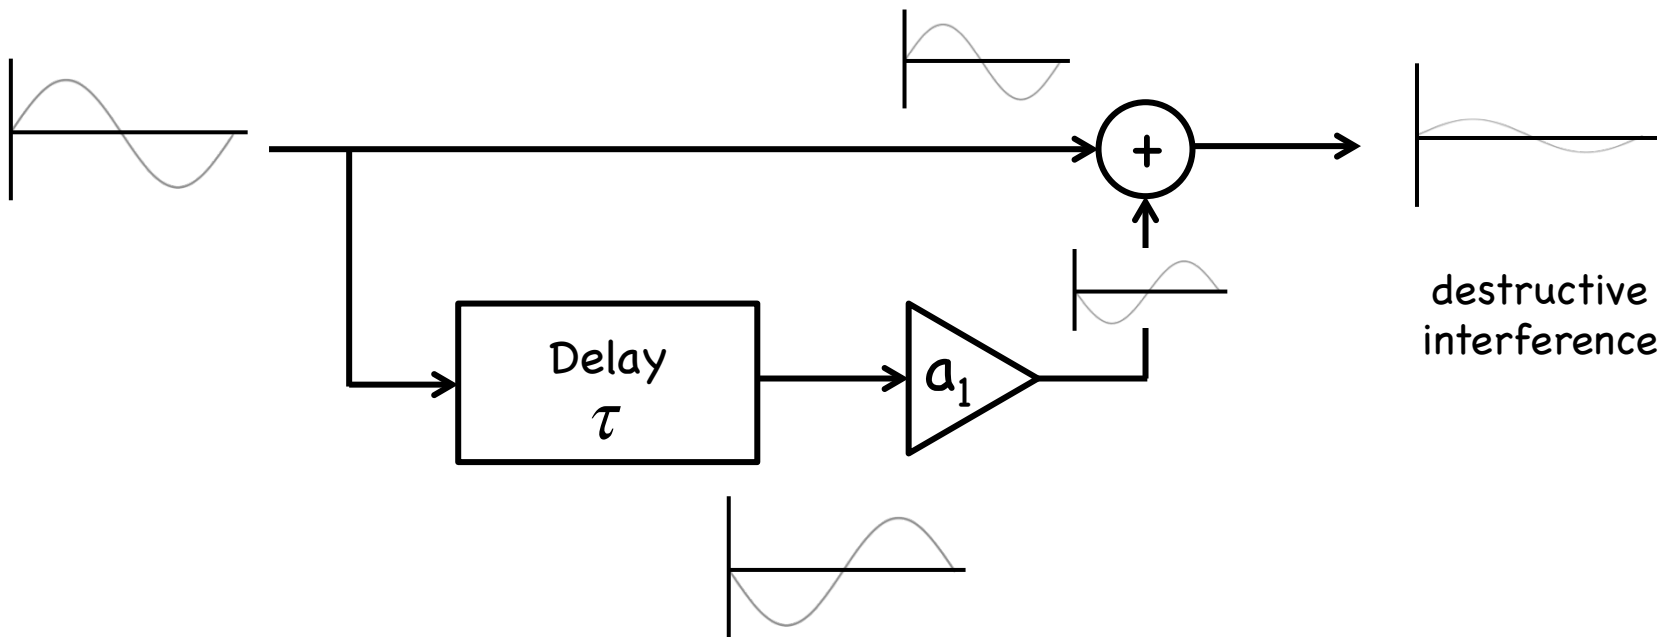 +
destructive
interference
Delay
τ
a₁